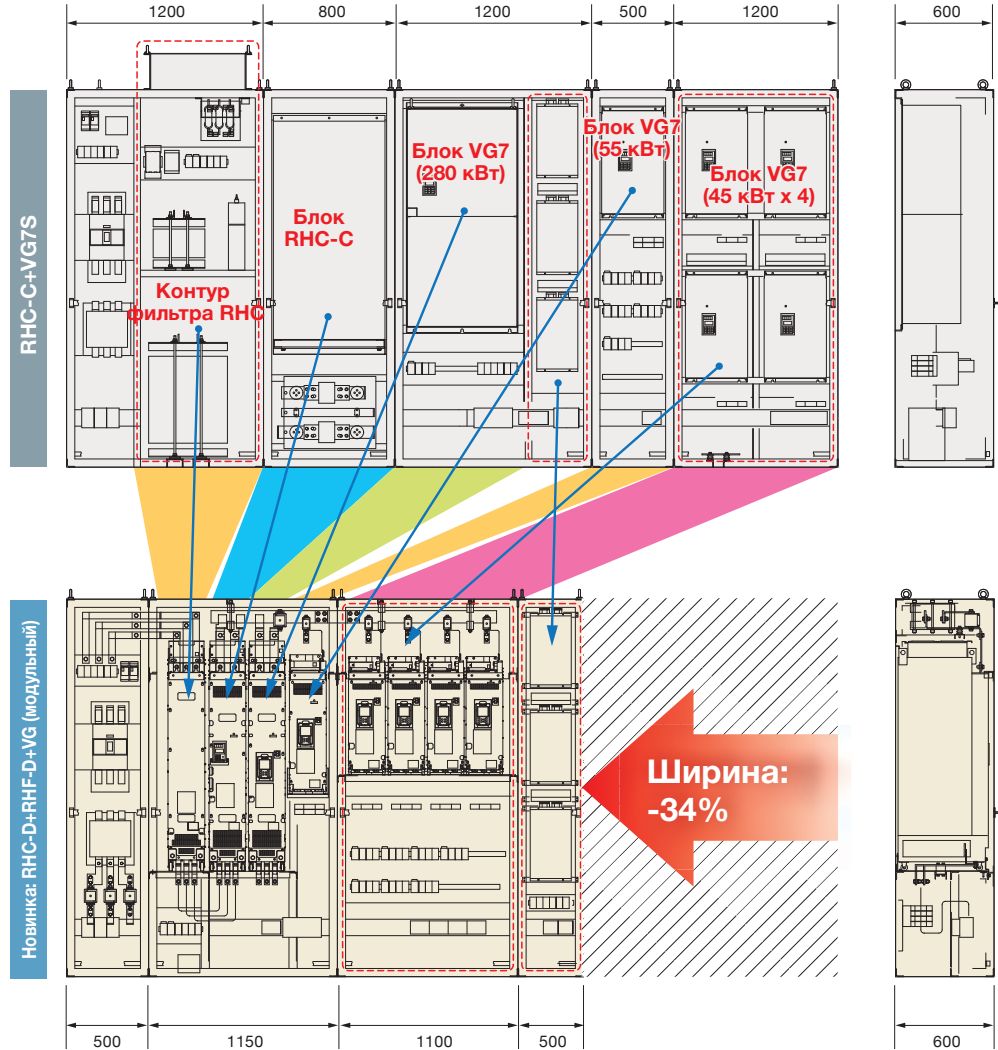 1200
800
1200
500
1200
600
RHC-C+VG7S
Контур
фильтра RHC
Блок
RHC-C
Блок VG7
(280 кВт)
Блок VG7
(55 кВт)
Блок VG7
(45 кВт x 4)
Новинка: RHC-D+RHF-D+VG (модульный)
Ширина:
-34%
500
1150
1100
500
600